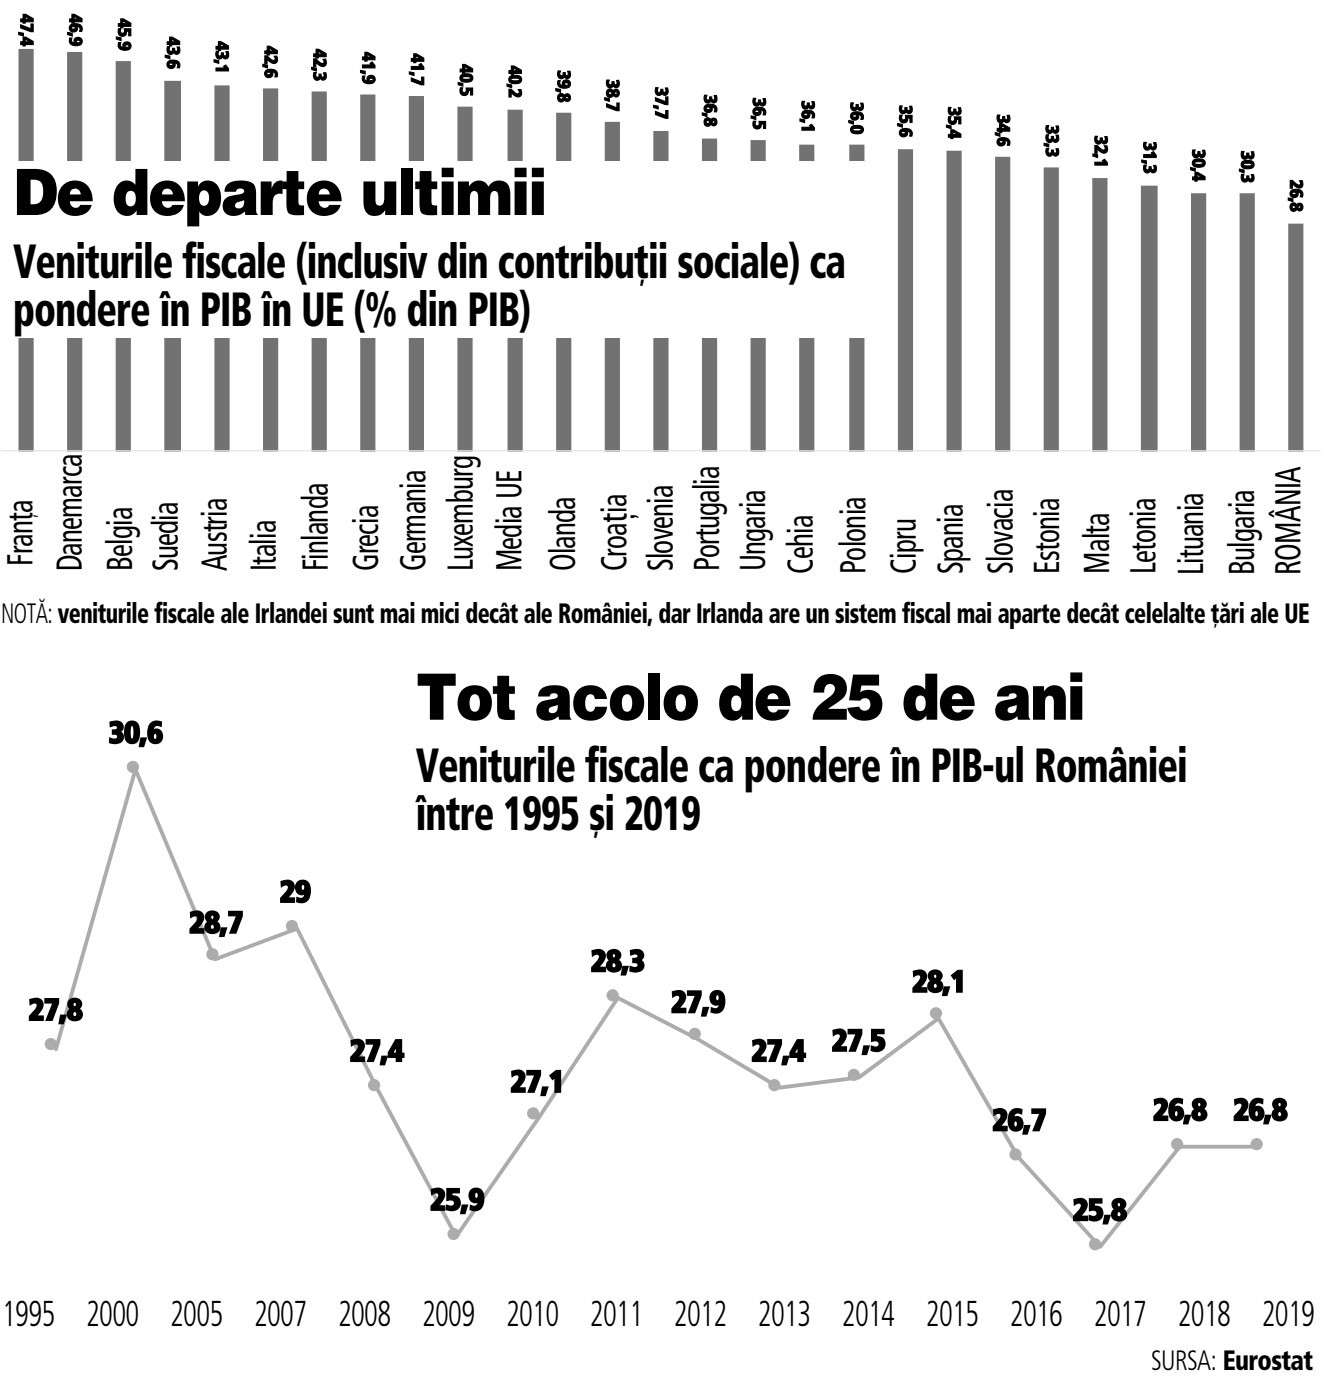 47,4 46,9 45,9 43,6 43,1 42,6 42,3 41,9 41,7 40,5 40,2 39,8 38,7 37,7 36,8 36,5 36,1 36,0 35,6 35,4 34,6 33,3 32,1 31,3 30,4 30,3 26,8
De departe ultimii
Veniturile fiscale (inclusiv din contribuții sociale) ca
pondere în PIB în UE (% din PIB)
Franța Danemarca Belgia Suedia Austria Italia Finlanda Grecia Germania Luxemburg Media UE Olanda Croația Slovenia Portugalia Ungaria Cehia Polonia Cipru Spania Slovacia Estonia Malta Letonia Lituania Bulgaria ROMÂNIA
NOTĂ: veniturile fiscale ale Irlandei sunt mai mici decât ale României, dar Irlanda are un sistem fiscal mai aparte decât celelalte țări ale UE
Tot acolo de 25 de ani
Veniturile fiscale ca pondere în PIB-ul României
între 1995 și 2019
27,8 30,6 28,7 29 27,4 25,9 27,1 28,3 27,9 27,4 27,5 28,1 26,7 25,8 26,8 26,8
1995 2000 2005 2007 2008 2009 2010 2011 2012 2013 2014 2015 2016 2017 2018 2019
SURSA: Eurostat